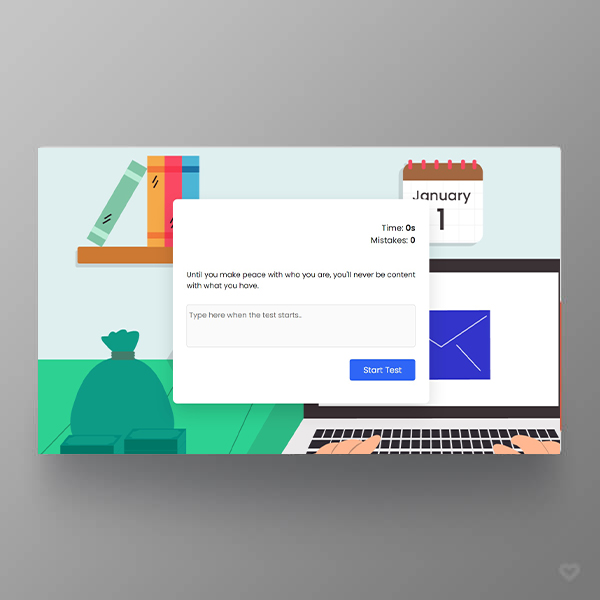 January
1
Time: 0s
Mistakes: 0
Until you make peace with who you are, you'll never be content
with what you have.
Type here when the test starts..
Start Test